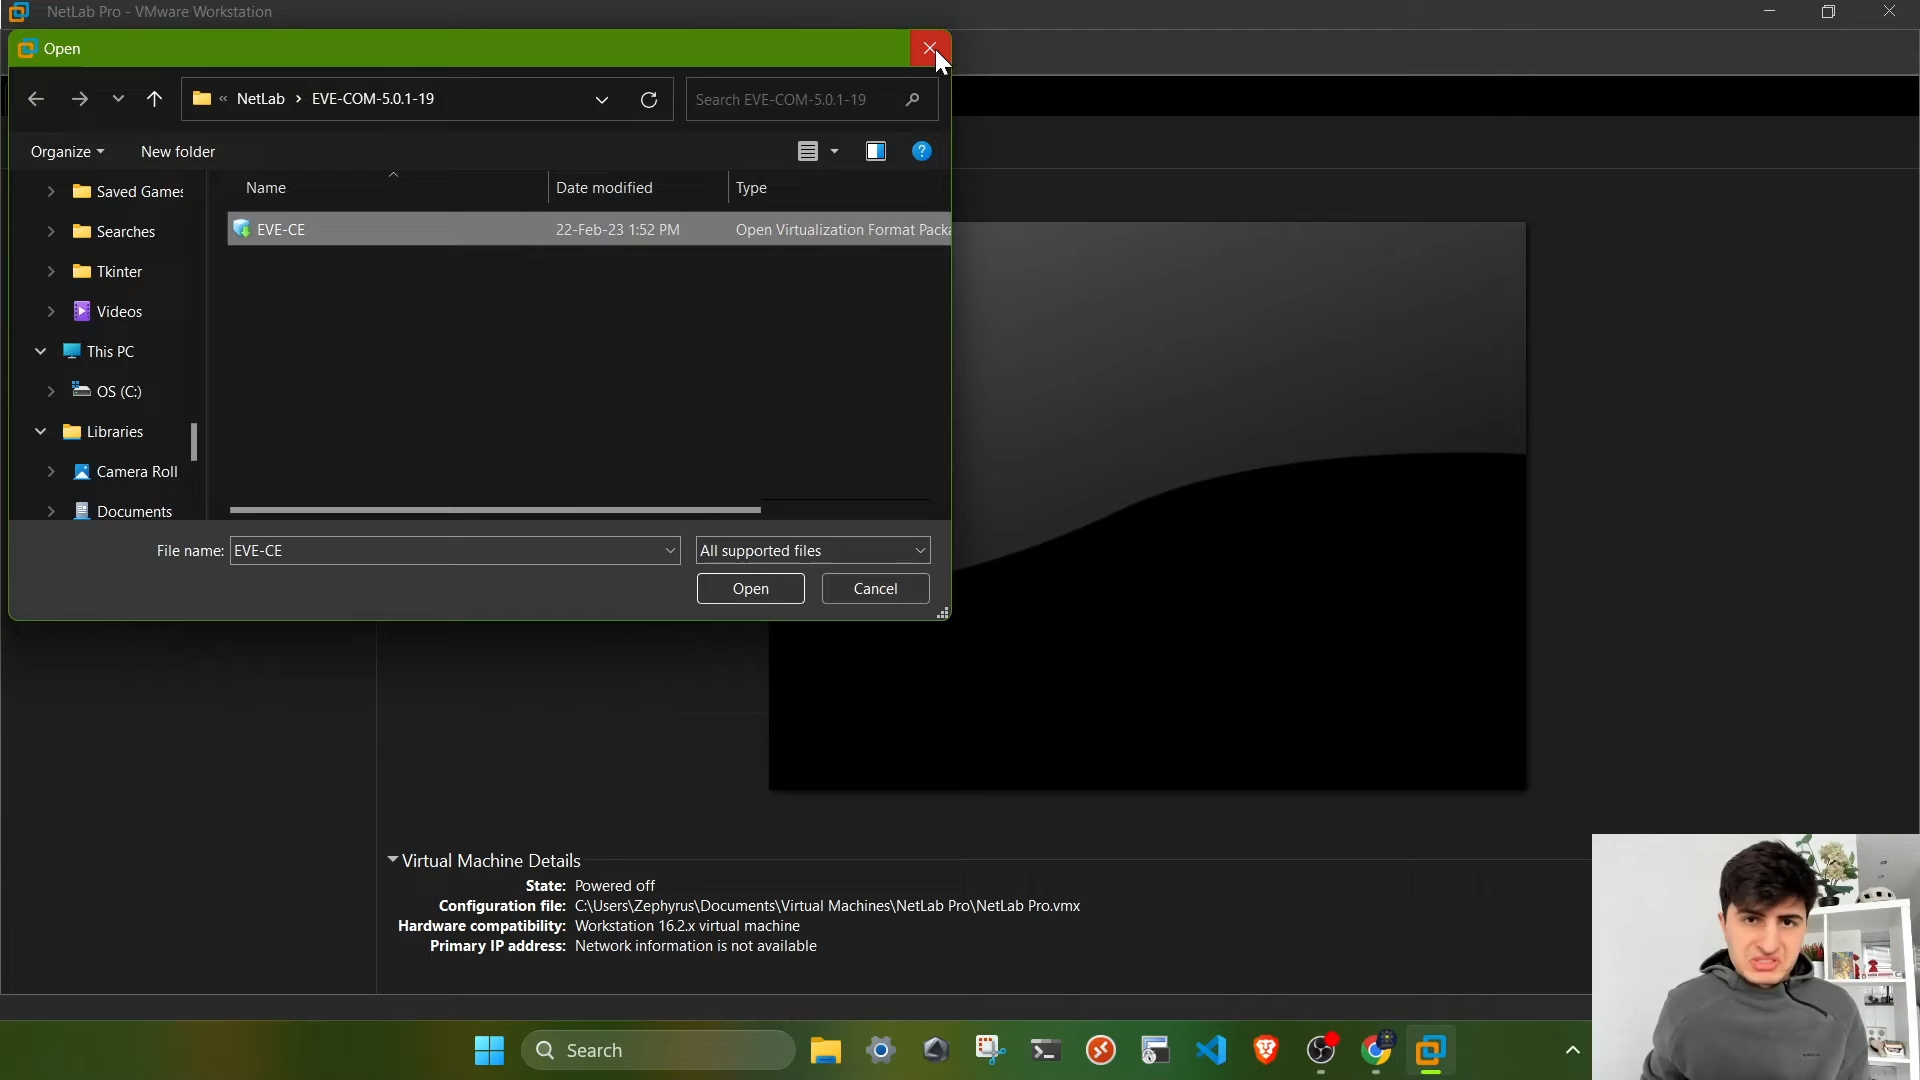 NetLab Pro - VMware Workstation
Open
« NetLab > EVE-COM-5.0.1-19
Search EVE-COM-5.0.1-19
Organize
New folder
Name
Date modified
Type
Saved Games
Searches
Tkinter
Videos
This PC
OS (C:)
Libraries
Camera Roll
Documents
EVE-CE
22-Feb-23 1:52 PM
Open Virtualization Format Packa
File name:
EVE-CE
All supported files
Open
Cancel
Virtual Machine Details
State: Powered off
Configuration file: C:\Users\Zephyrus\Documents\Virtual Machines\NetLab Pro\NetLab Pro.vmx
Hardware compatibility: Workstation 16.2.x virtual machine
Primary IP address: Network information is not available
Search